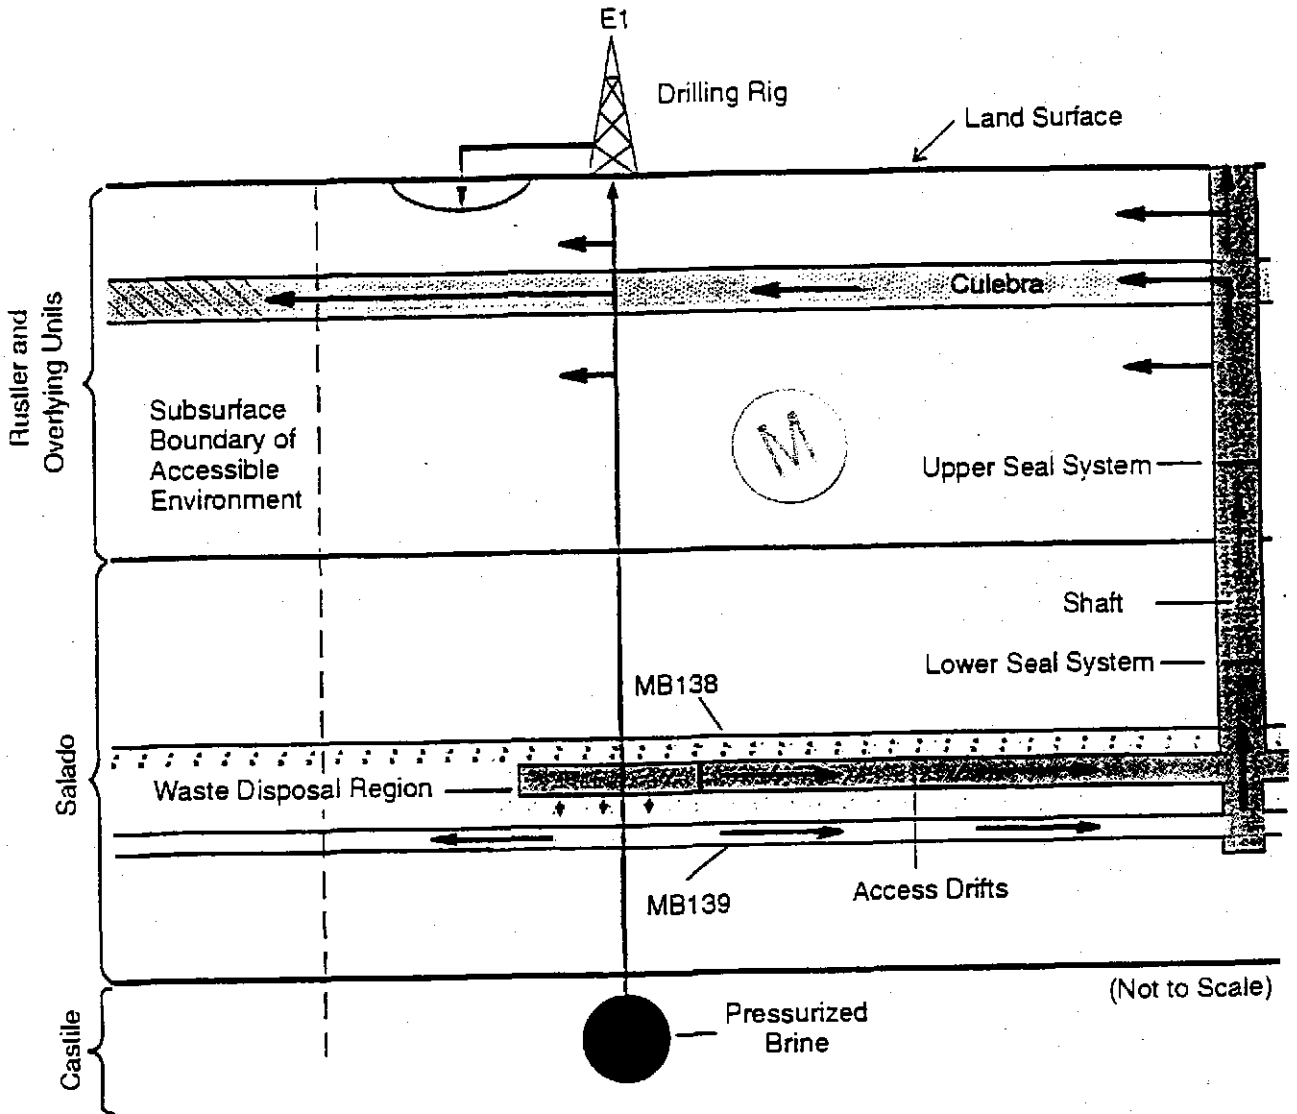 E1
Drilling Rig
Land Surface
Culebra
Rustler and
Overlying Units
Subsurface
Boundary of
Accessible
Environment
M
Upper Seal System
Shaft
Lower Seal System
MB138
Salado
Waste Disposal Region
MB139
Access Drifts
(Not to Scale)
Pressurized
Brine
Castile